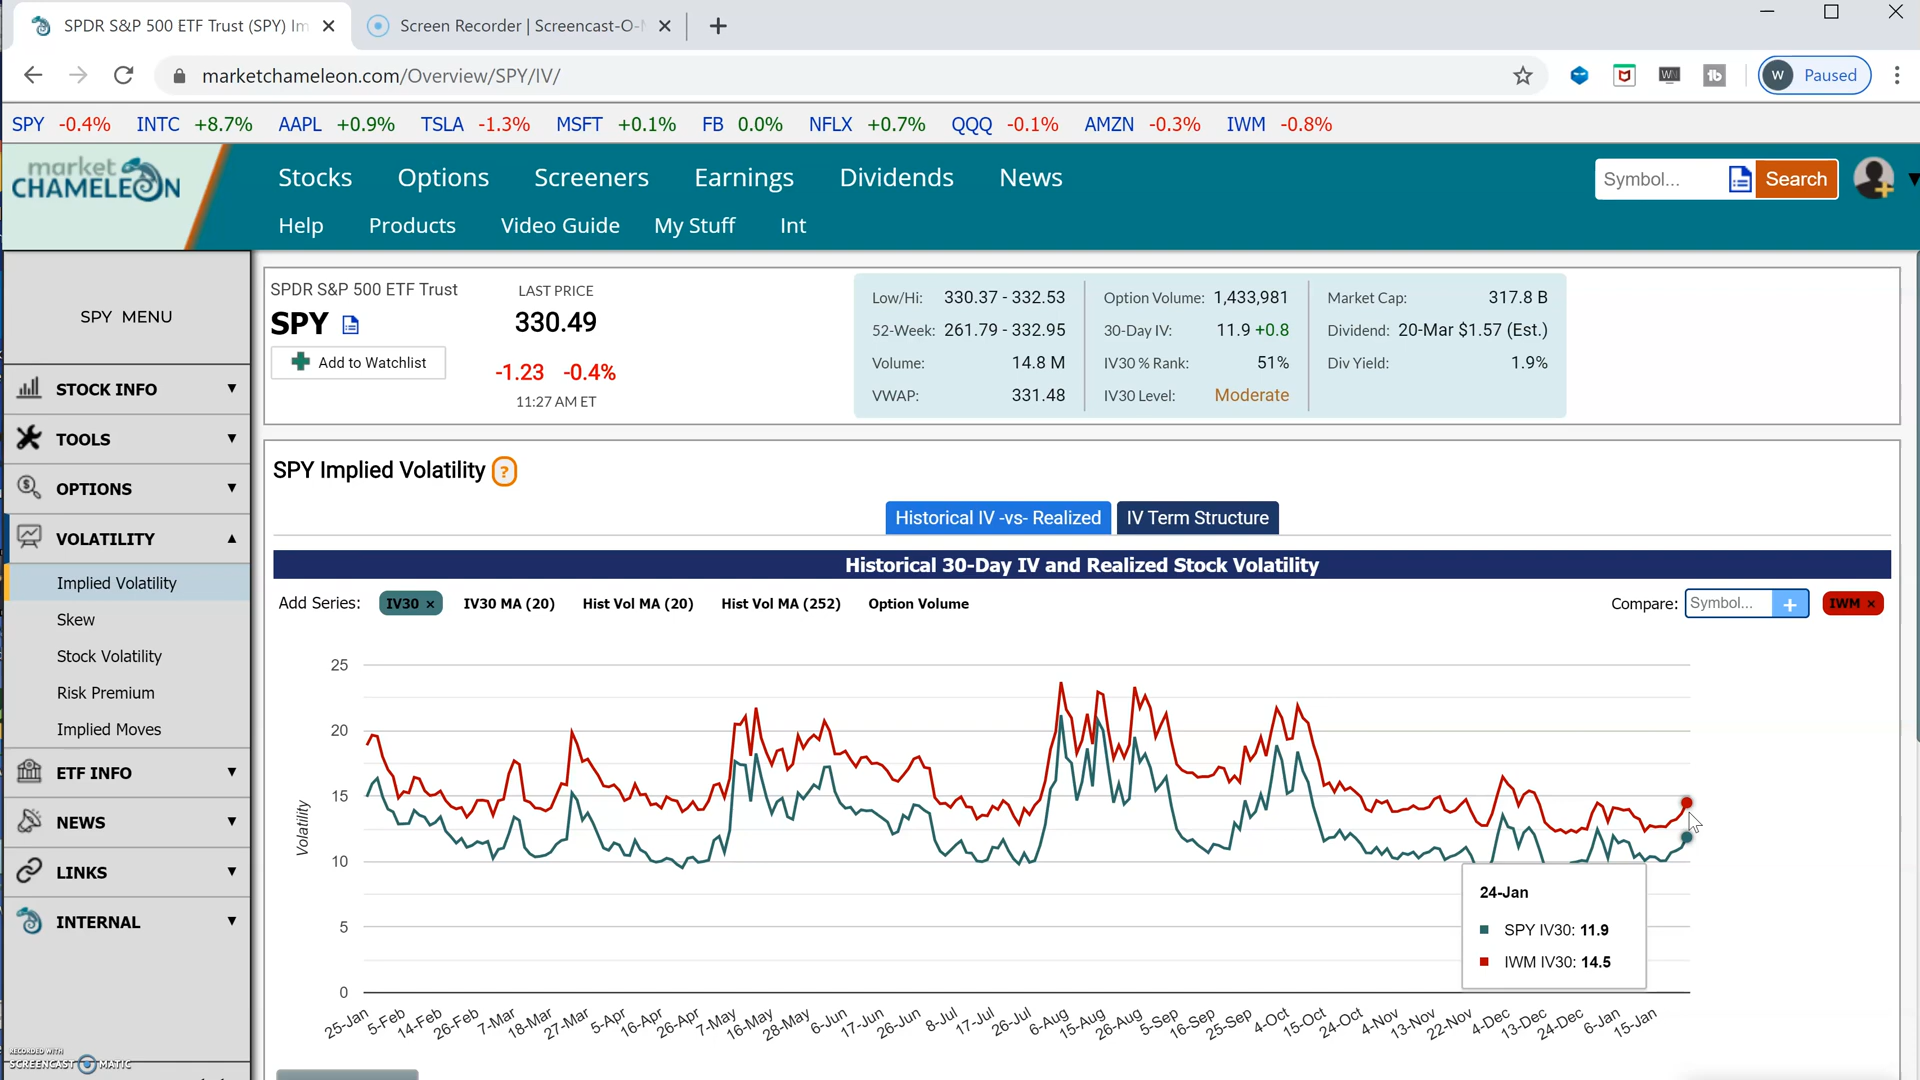 SPDR S&P 500 ETF Trust (SPY) Im
Screen Recorder | Screencast-O-
marketchameleon.com/Overview/SPY/IV/
W Paused
SPY -0.4% INTC +8.7% AAPL +0.9% TSLA -1.3% MSFT +0.1% FB 0.0% NFLX +0.7% QQQ -0.1% AMZN -0.3% IWM -0.8%
market
CHAMELEON
Stocks Options Screeners Earnings Dividends News
Symbol... Search
Help Products Video Guide My Stuff Int
SPY MENU
STOCK INFO
TOOLS
OPTIONS
VOLATILITY
Implied Volatility
Skew
Stock Volatility
Risk Premium
Implied Moves
ETF INFO
NEWS
LINKS
INTERNAL
RECORDED WITH
SCREENCAST MATIC
SPDR S&P 500 ETF Trust
SPY
Add to Watchlist
LAST PRICE
330.49
-1.23 -0.4%
11:27 AM ET
Low/Hi: 330.37 - 332.53
52-Week: 261.79 - 332.95
Volume: 14.8 M
VWAP: 331.48
Option Volume: 1,433,981
30-Day IV: 11.9 +0.8
IV30 % Rank: 51%
IV30 Level: Moderate
Market Cap: 317.8 B
Dividend: 20-Mar $1.57 (Est.)
Div Yield: 1.9%
SPY Implied Volatility ?
Historical IV -vs- Realized IV Term Structure
Historical 30-Day IV and Realized Stock Volatility
Add Series: IV30 × IV30 MA (20) Hist Vol MA (20) Hist Vol MA (252) Option Volume
Compare: Symbol... + IWM ×
Volatility
25
20
15
10
5
0
24-Jan
SPY IV30: 11.9
IWM IV30: 14.5
25-Jan 5-Feb 14-Feb 26-Feb 7-Mar 18-Mar 27-Mar 5-Apr 16-Apr 26-Apr 7-May 16-May 28-May 6-Jun 17-Jun 26-Jun 8-Jul 17-Jul 26-Jul 6-Aug 15-Aug 26-Aug 5-Sep 16-Sep 25-Sep 4-Oct 15-Oct 24-Oct 4-Nov 13-Nov 22-Nov 4-Dec 13-Dec 24-Dec 6-Jan 15-Jan